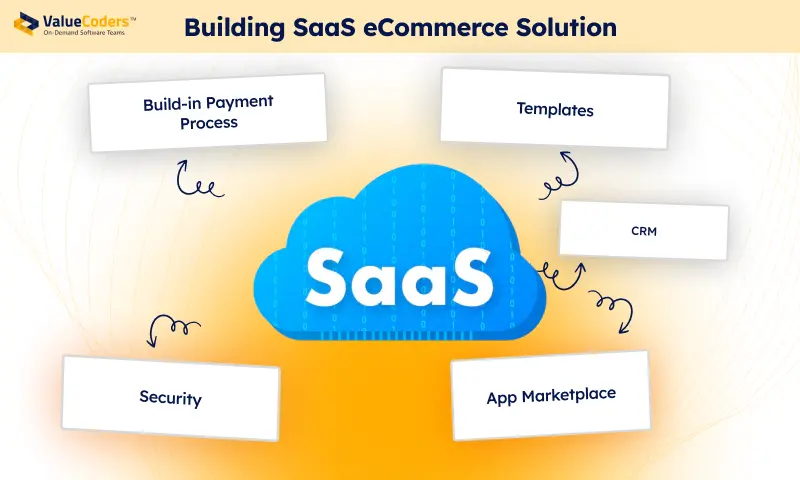 ValueCoders™
On-Demand Software Teams
Building SaaS eCommerce Solution
Build-in Payment
Process
Templates
CRM
SaaS
Security
App Marketplace